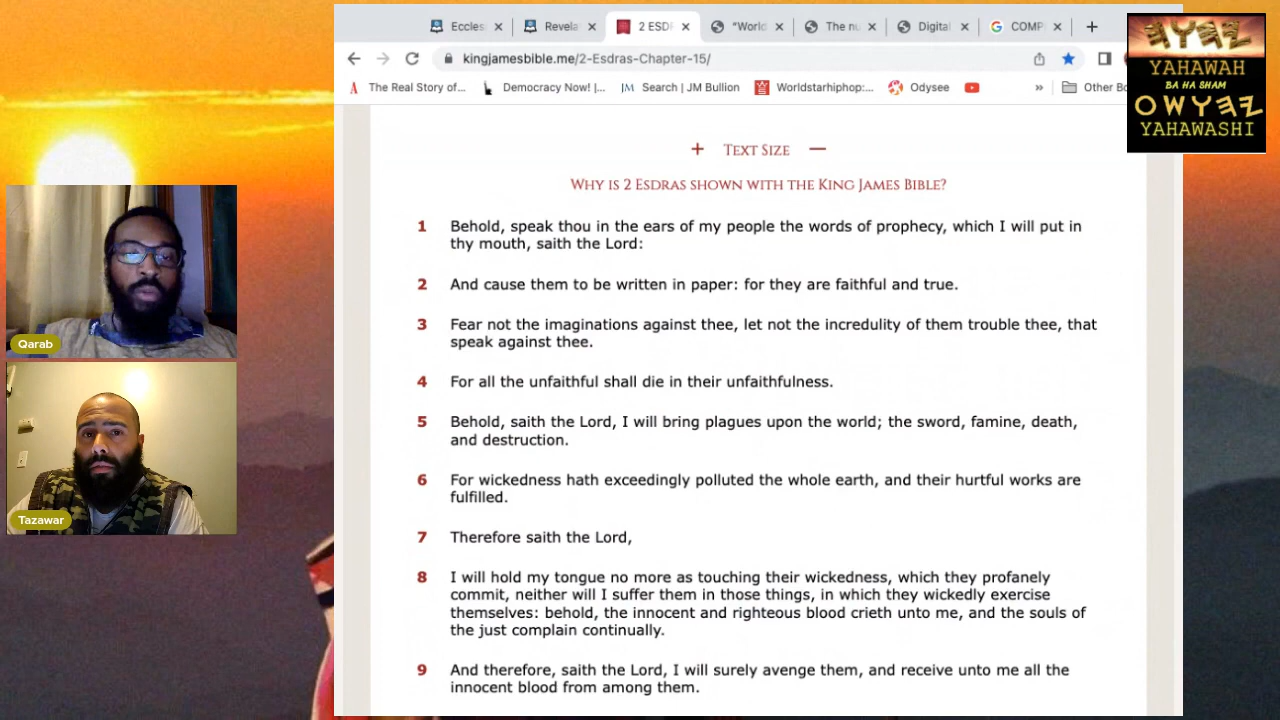 Eccles
Revela
2 ESDR
"World
The nu
Digital
COMP
kingjamesbible.me/2-Esdras-Chapter-15/
The Real Story of...
Democracy Now! |...
JM Search | JM Bullion
Worldstarhiphop:...
Odysee
»
Other Bo
YAHAWAH
BA HA SHAM
YAHAWASHI
+ Text Size —
Why is 2 Esdras shown with the King James Bible?
1 Behold, speak thou in the ears of my people the words of prophecy, which I will put in
thy mouth, saith the Lord:
2 And cause them to be written in paper: for they are faithful and true.
3 Fear not the imaginations against thee, let not the incredulity of them trouble thee, that
speak against thee.
4 For all the unfaithful shall die in their unfaithfulness.
5 Behold, saith the Lord, I will bring plagues upon the world; the sword, famine, death,
and destruction.
6 For wickedness hath exceedingly polluted the whole earth, and their hurtful works are
fulfilled.
7 Therefore saith the Lord,
8 I will hold my tongue no more as touching their wickedness, which they profanely
commit, neither will I suffer them in those things, in which they wickedly exercise
themselves: behold, the innocent and righteous blood crieth unto me, and the souls of
the just complain continually.
9 And therefore, saith the Lord, I will surely avenge them, and receive unto me all the
innocent blood from among them.
Qarab
Tazawar